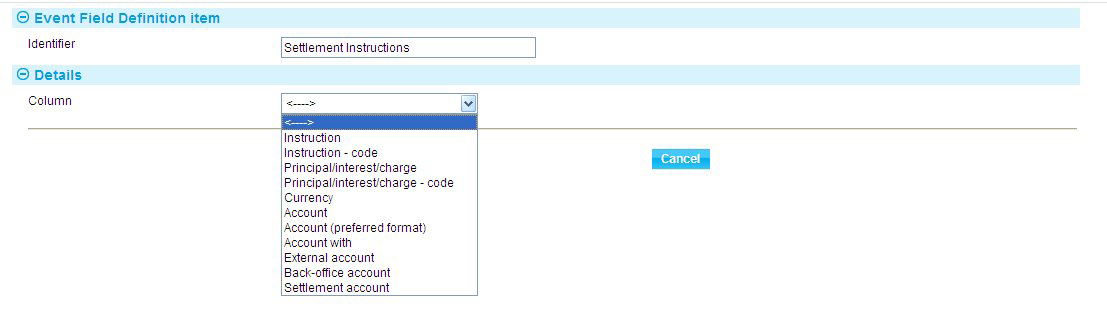 Event Field Definition item
Identifier Settlement Instructions
Details
Column <---->
<---->
Instruction
Instruction - code
Principal/interest/charge
Cancel
Principal/interest/charge - code
Currency
Account
Account (preferred format)
Account with
External account
Back-office account
Settlement account